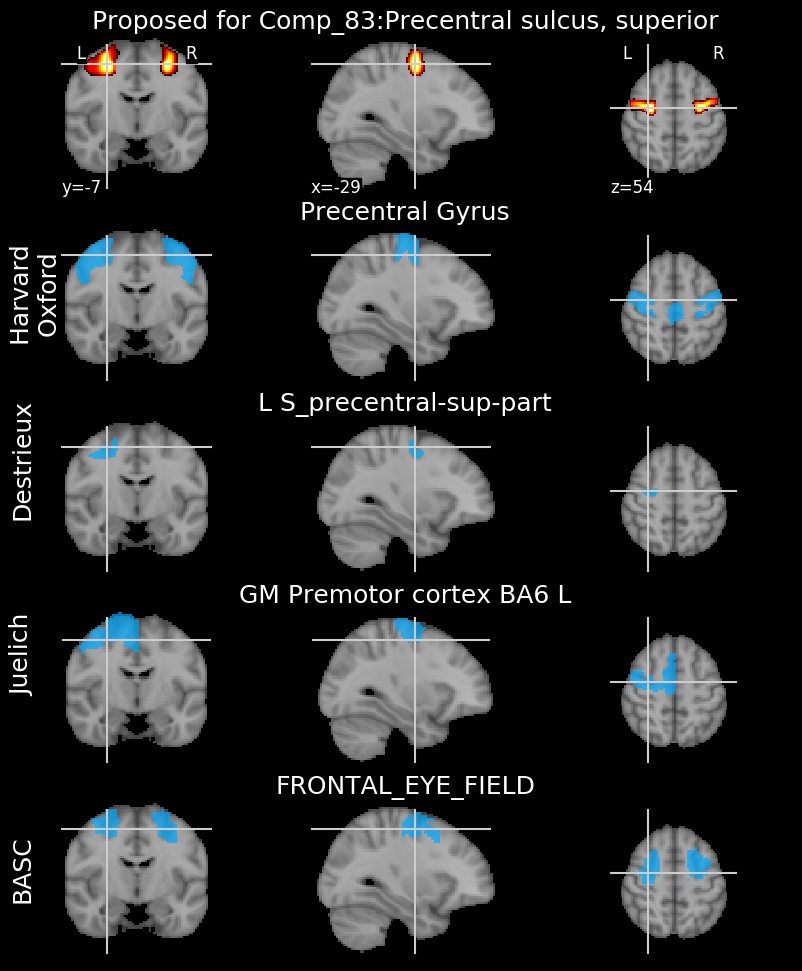 Proposed for Comp_83:Precentral sulcus, superior
L R L R
y=-7 x=-29 z=54
Precentral Gyrus
Harvard
Oxford
L S_precentral-sup-part
Destrieux
GM Premotor cortex BA6 L
Juelich
FRONTAL_EYE_FIELD
BASC